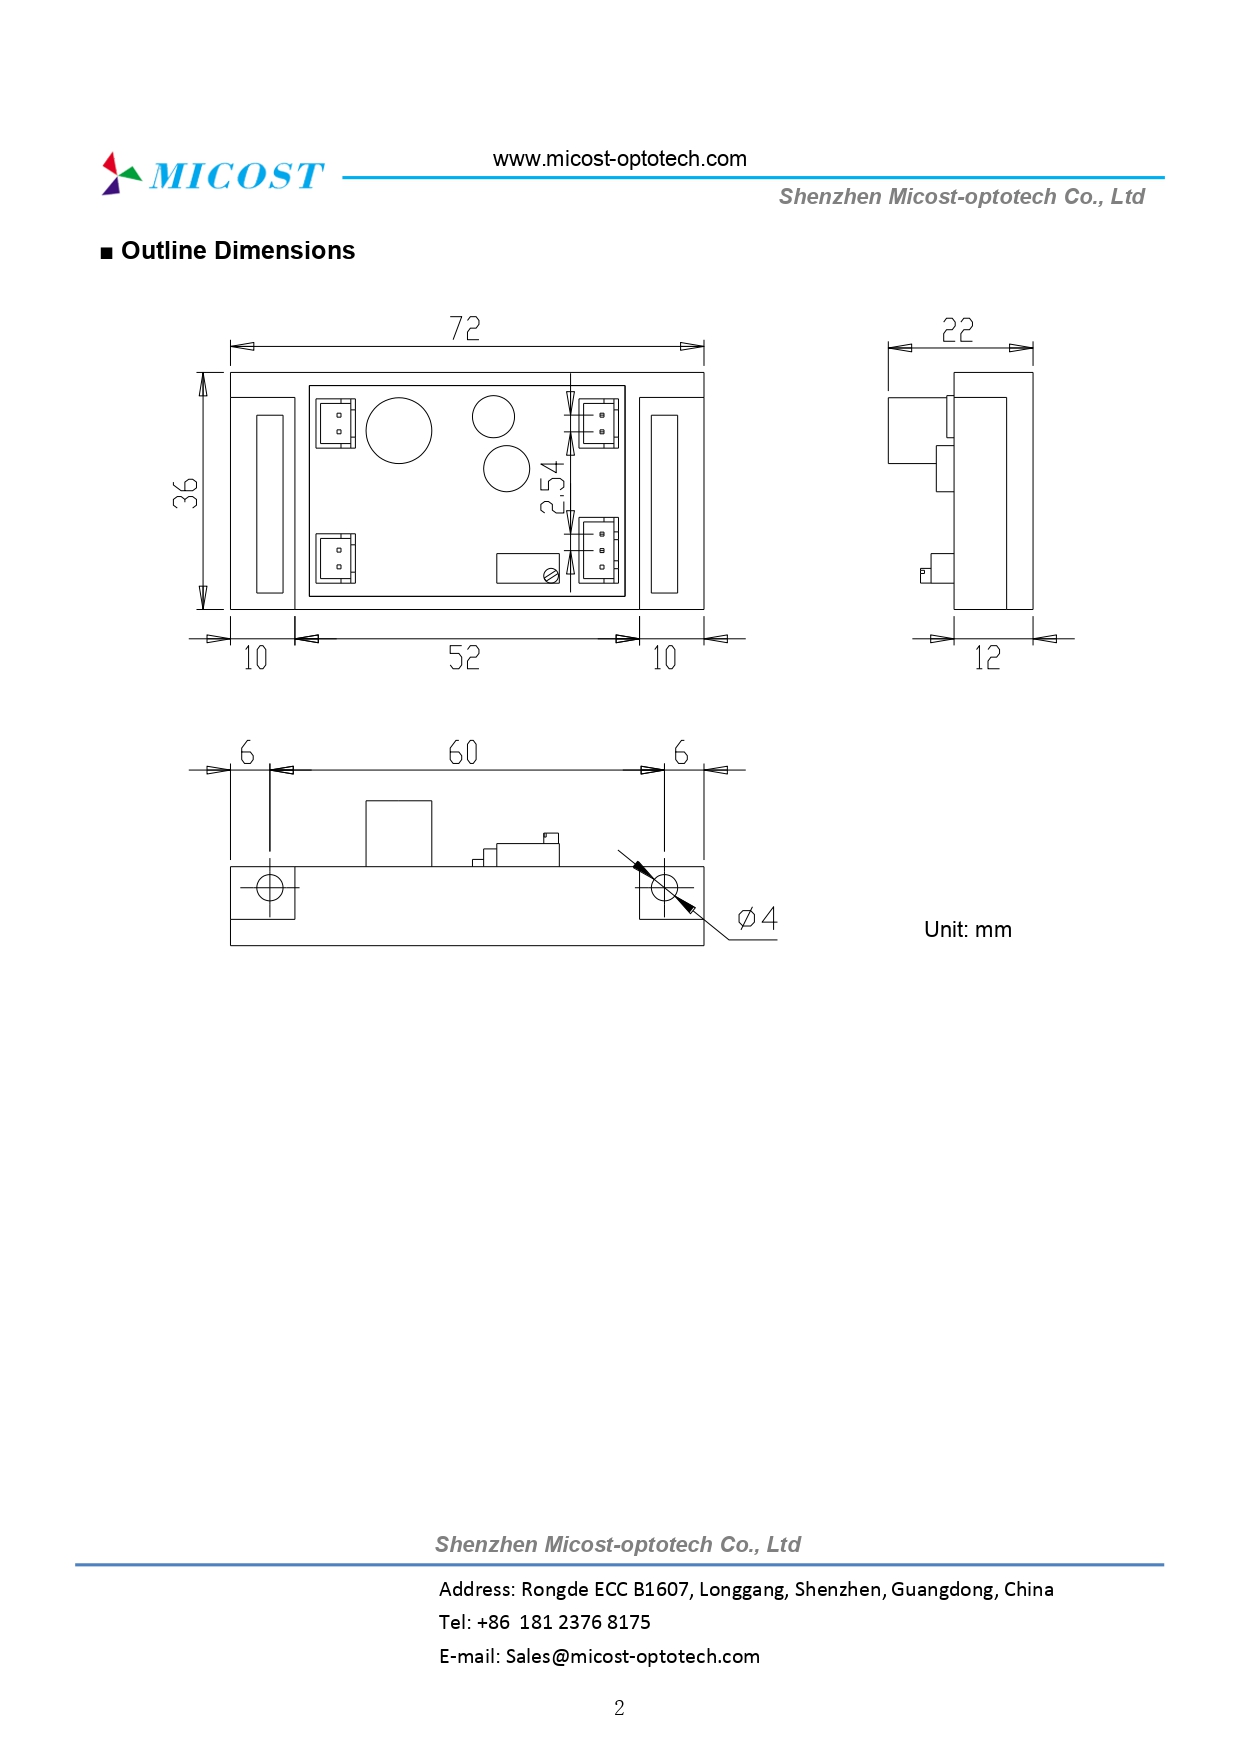 www.micost-optotech.com
MICOST
Shenzhen Micost-optotech Co., Ltd
■ Outline Dimensions
72
22
36
2.54
10
52
10
12
6
60
6
Ø4
Unit: mm
Shenzhen Micost-optotech Co., Ltd
Address: Rongde ECC B1607, Longgang, Shenzhen, Guangdong, China
Tel: +86  181 2376 8175
E-mail: Sales@micost-optotech.com
2